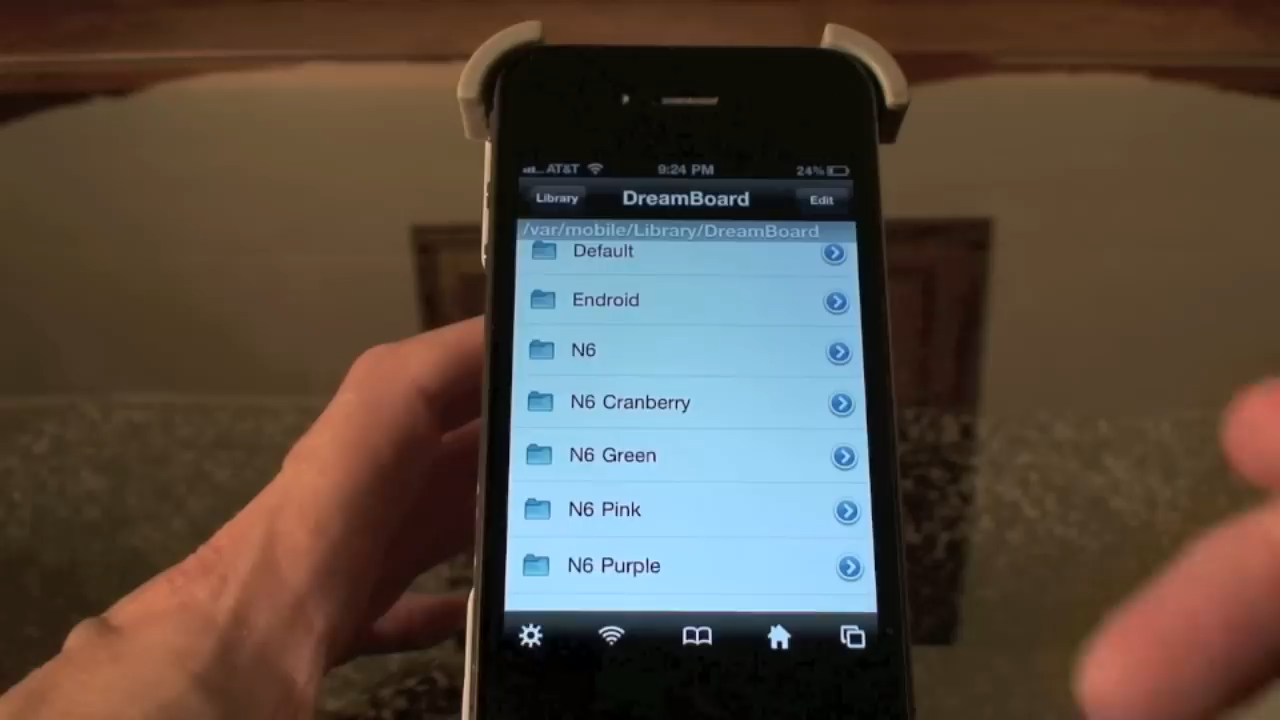 AT&T 9:24 PM 24%
Library DreamBoard Edit
/var/mobile/Library/DreamBoard
Default
Endroid
N6
N6 Cranberry
N6 Green
N6 Pink
N6 Purple